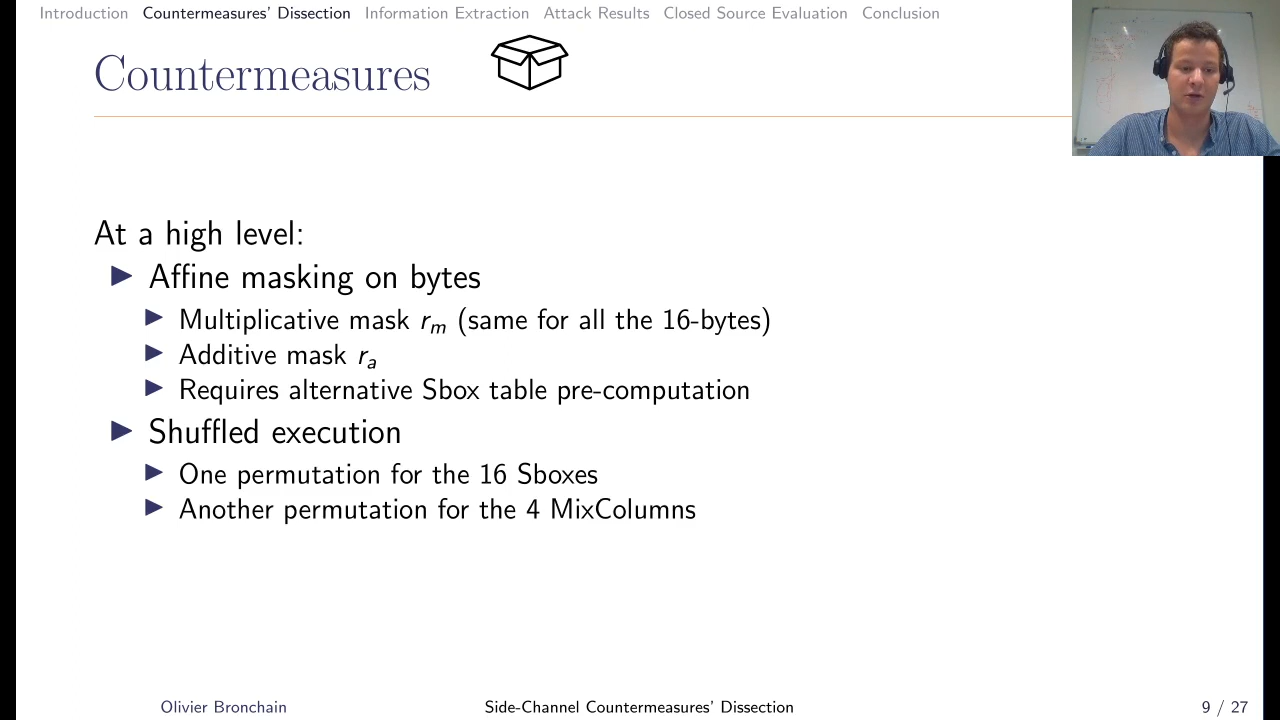 Introduction Countermeasures' Dissection Information Extraction Attack Results Closed Source Evaluation Conclusion
Countermeasures
At a high level:
Affine masking on bytes
Multiplicative mask rm (same for all the 16-bytes)
Additive mask ra
Requires alternative Sbox table pre-computation
Shuffled execution
One permutation for the 16 Sboxes
Another permutation for the 4 MixColumns
Olivier Bronchain Side-Channel Countermeasures' Dissection 9 / 27